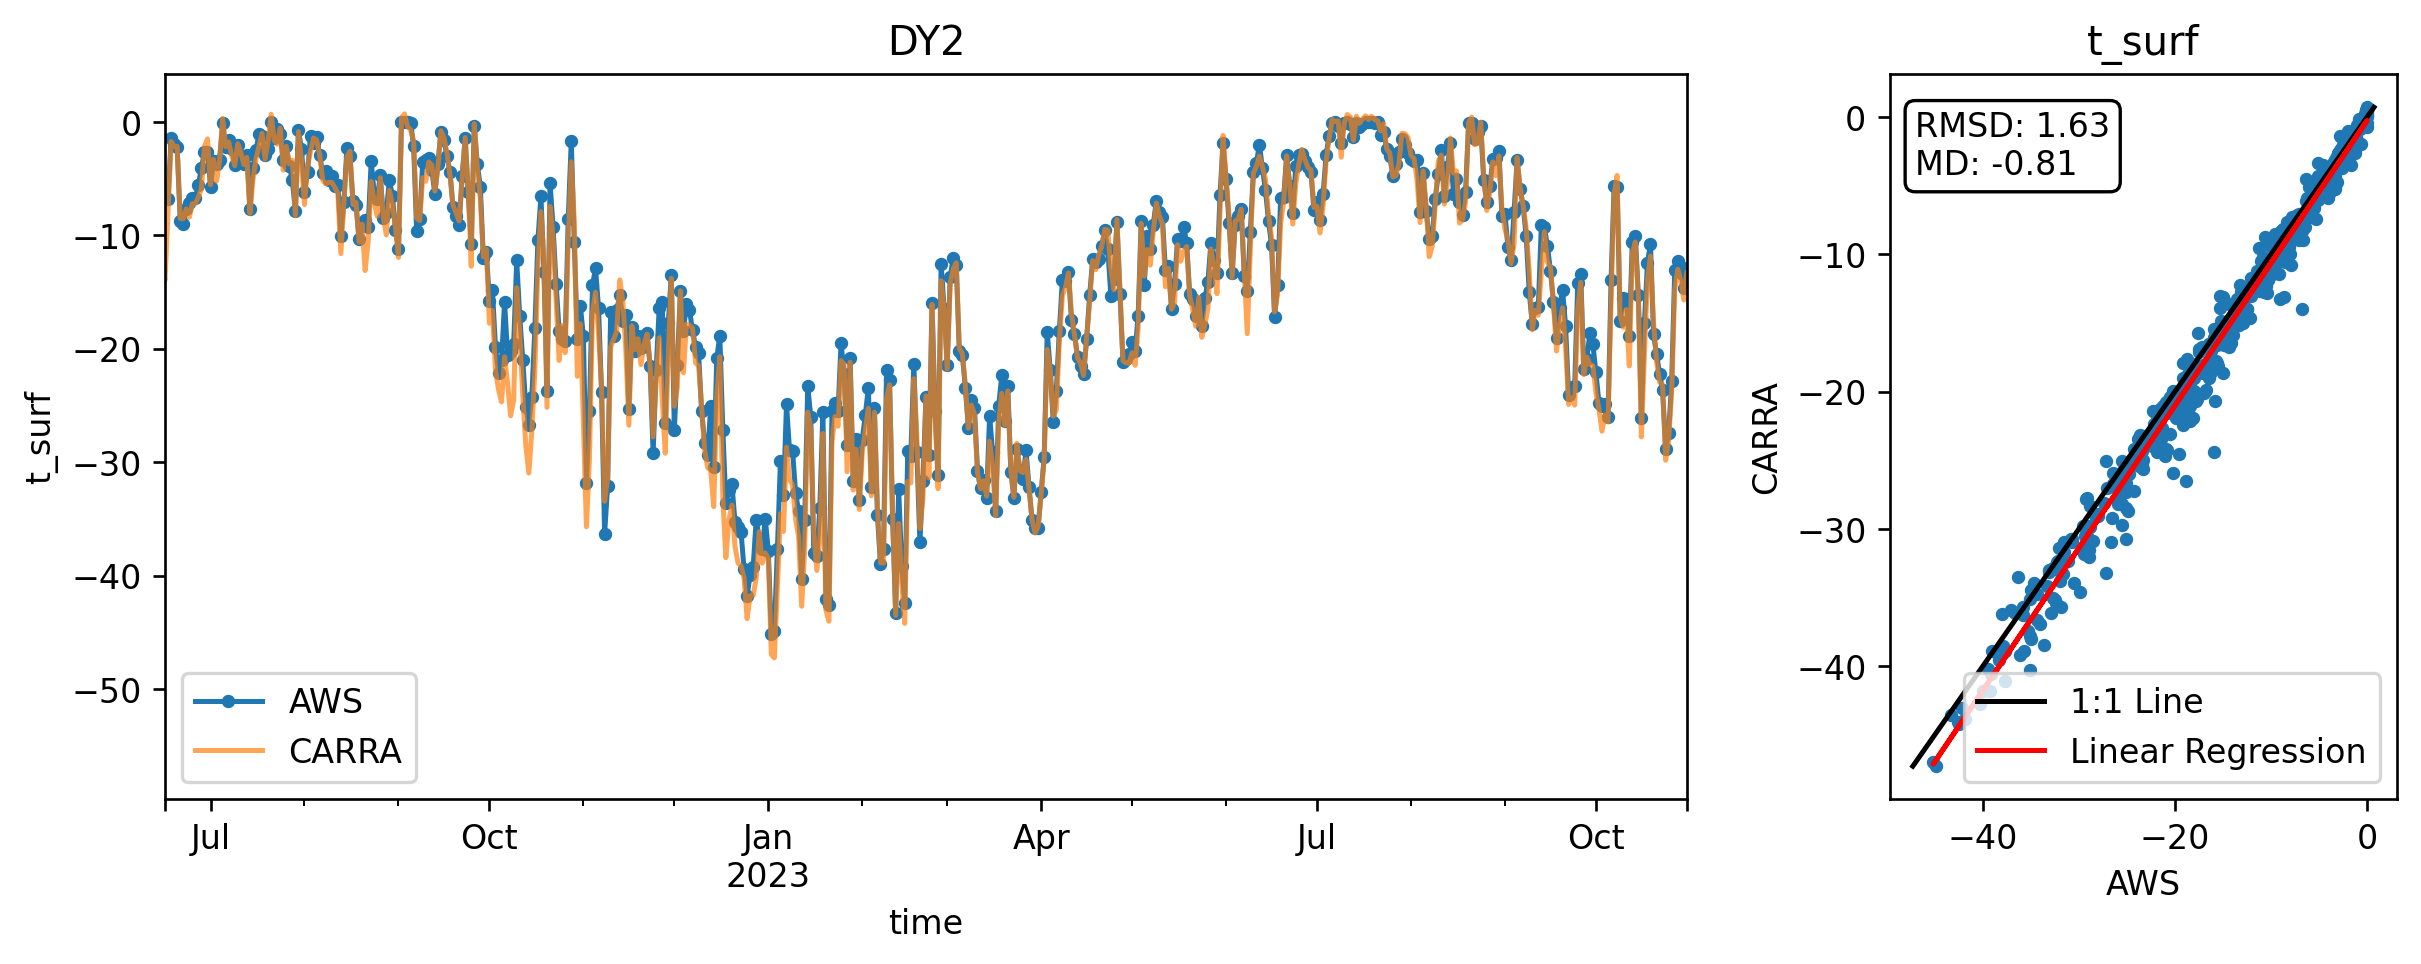 DY2
t_surf
0
−10
−20
−30
−40
−50
t_surf
AWS
CARRA
Jul
Oct
Jan
2023
Apr
Jul
Oct
time
t_surf
RMSD: 1.63
MD: -0.81
0
−10
−20
−30
−40
CARRA
1:1 Line
Linear Regression
−40
−20
0
AWS